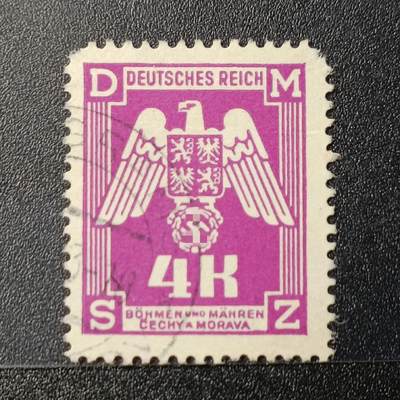 D M
DEUTSCHES REICH
4K
S Z
BÖHMEN UND MÄHREN
ČECHY A MORAVA